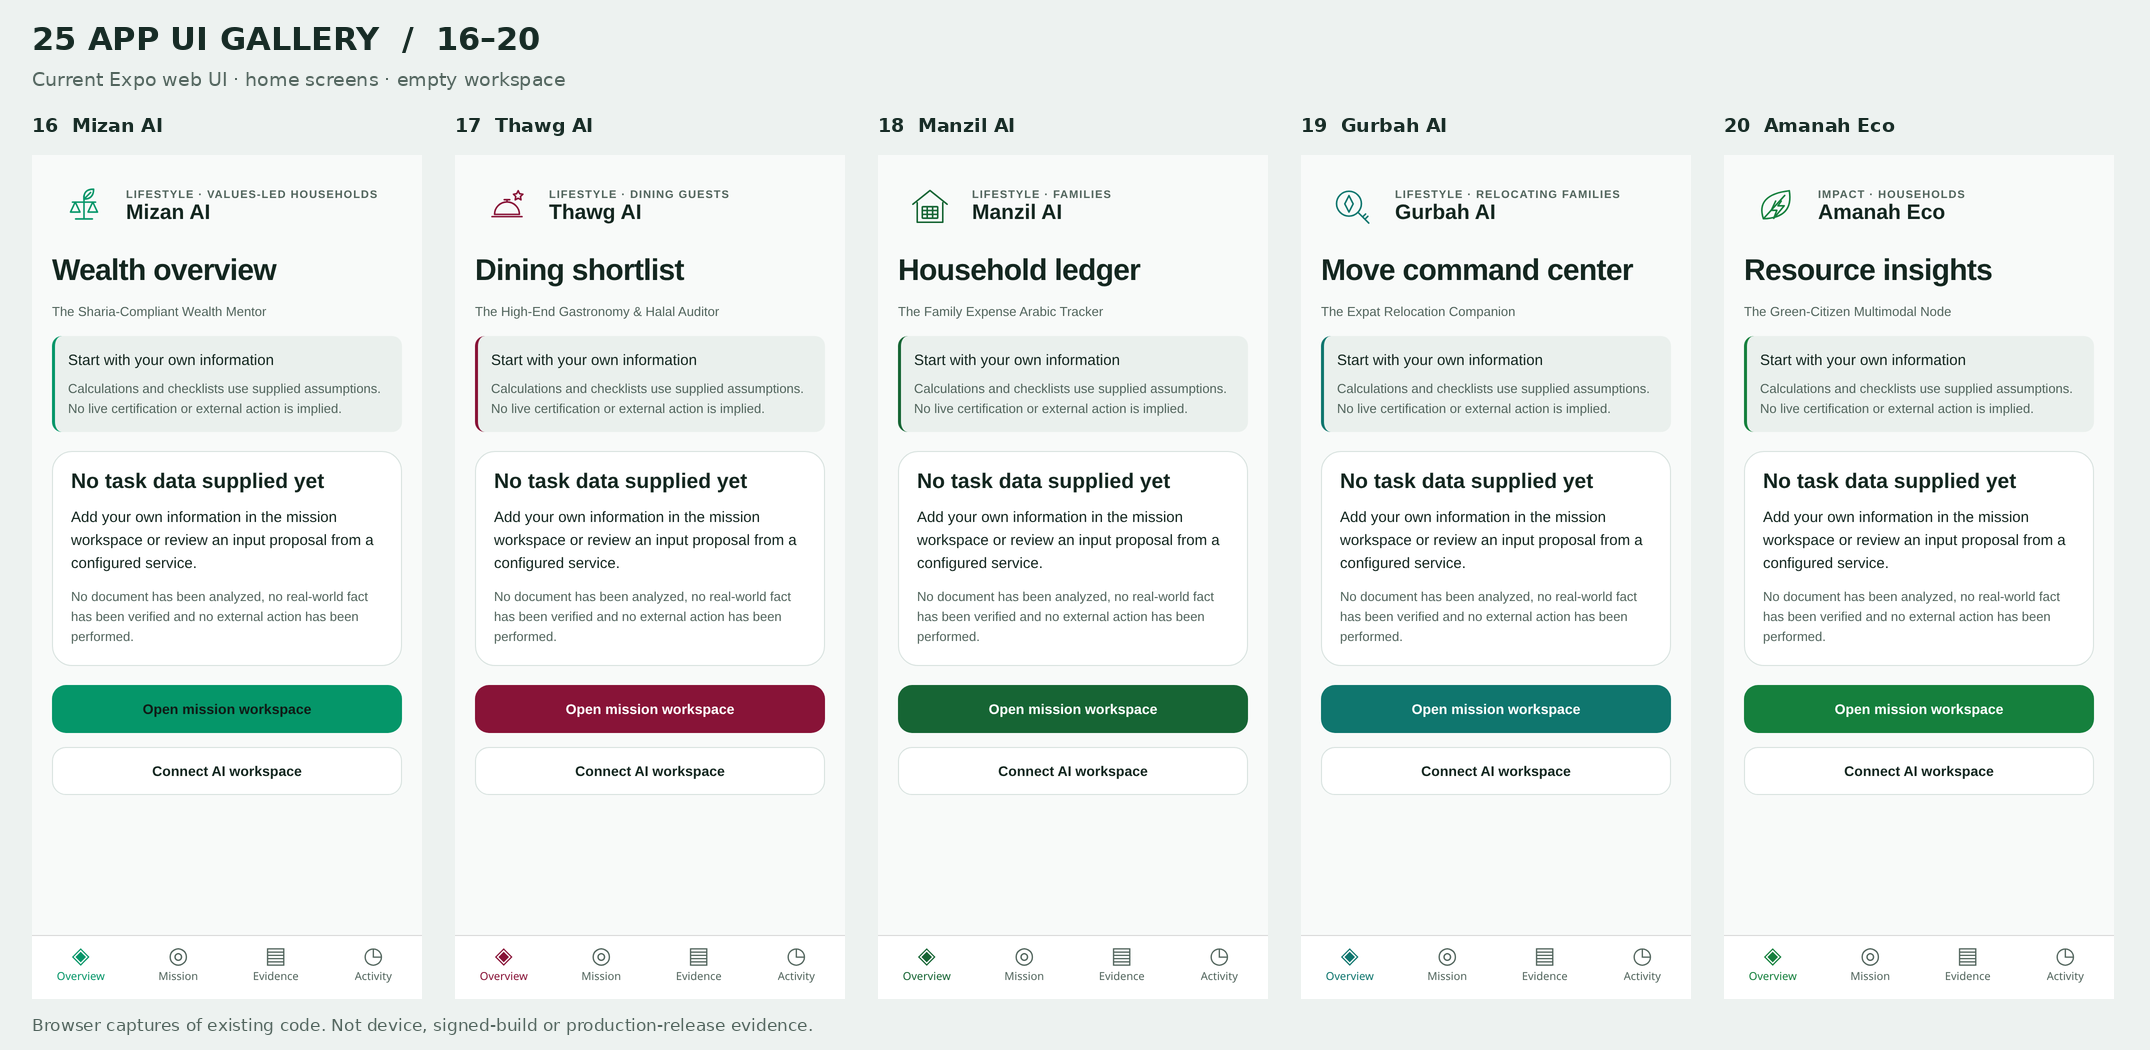 25 APP UI GALLERY / 16–20
Current Expo web UI · home screens · empty workspace
16 Mizan AI
LIFESTYLE · VALUES-LED HOUSEHOLDS
Mizan AI
Wealth overview
The Sharia-Compliant Wealth Mentor
Start with your own information
Calculations and checklists use supplied assumptions.
No live certification or external action is implied.
No task data supplied yet
Add your own information in the mission
workspace or review an input proposal from a
configured service.
No document has been analyzed, no real-world fact
has been verified and no external action has been
performed.
Open mission workspace
Connect AI workspace
Overview
Mission
Evidence
Activity
17 Thawg AI
LIFESTYLE · DINING GUESTS
Thawg AI
Dining shortlist
The High-End Gastronomy & Halal Auditor
Start with your own information
Calculations and checklists use supplied assumptions.
No live certification or external action is implied.
No task data supplied yet
Add your own information in the mission
workspace or review an input proposal from a
configured service.
No document has been analyzed, no real-world fact
has been verified and no external action has been
performed.
Open mission workspace
Connect AI workspace
Overview
Mission
Evidence
Activity
18 Manzil AI
LIFESTYLE · FAMILIES
Manzil AI
Household ledger
The Family Expense Arabic Tracker
Start with your own information
Calculations and checklists use supplied assumptions.
No live certification or external action is implied.
No task data supplied yet
Add your own information in the mission
workspace or review an input proposal from a
configured service.
No document has been analyzed, no real-world fact
has been verified and no external action has been
performed.
Open mission workspace
Connect AI workspace
Overview
Mission
Evidence
Activity
19 Gurbah AI
LIFESTYLE · RELOCATING FAMILIES
Gurbah AI
Move command center
The Expat Relocation Companion
Start with your own information
Calculations and checklists use supplied assumptions.
No live certification or external action is implied.
No task data supplied yet
Add your own information in the mission
workspace or review an input proposal from a
configured service.
No document has been analyzed, no real-world fact
has been verified and no external action has been
performed.
Open mission workspace
Connect AI workspace
Overview
Mission
Evidence
Activity
20 Amanah Eco
IMPACT · HOUSEHOLDS
Amanah Eco
Resource insights
The Green-Citizen Multimodal Node
Start with your own information
Calculations and checklists use supplied assumptions.
No live certification or external action is implied.
No task data supplied yet
Add your own information in the mission
workspace or review an input proposal from a
configured service.
No document has been analyzed, no real-world fact
has been verified and no external action has been
performed.
Open mission workspace
Connect AI workspace
Overview
Mission
Evidence
Activity
Browser captures of existing code. Not device, signed-build or production-release evidence.